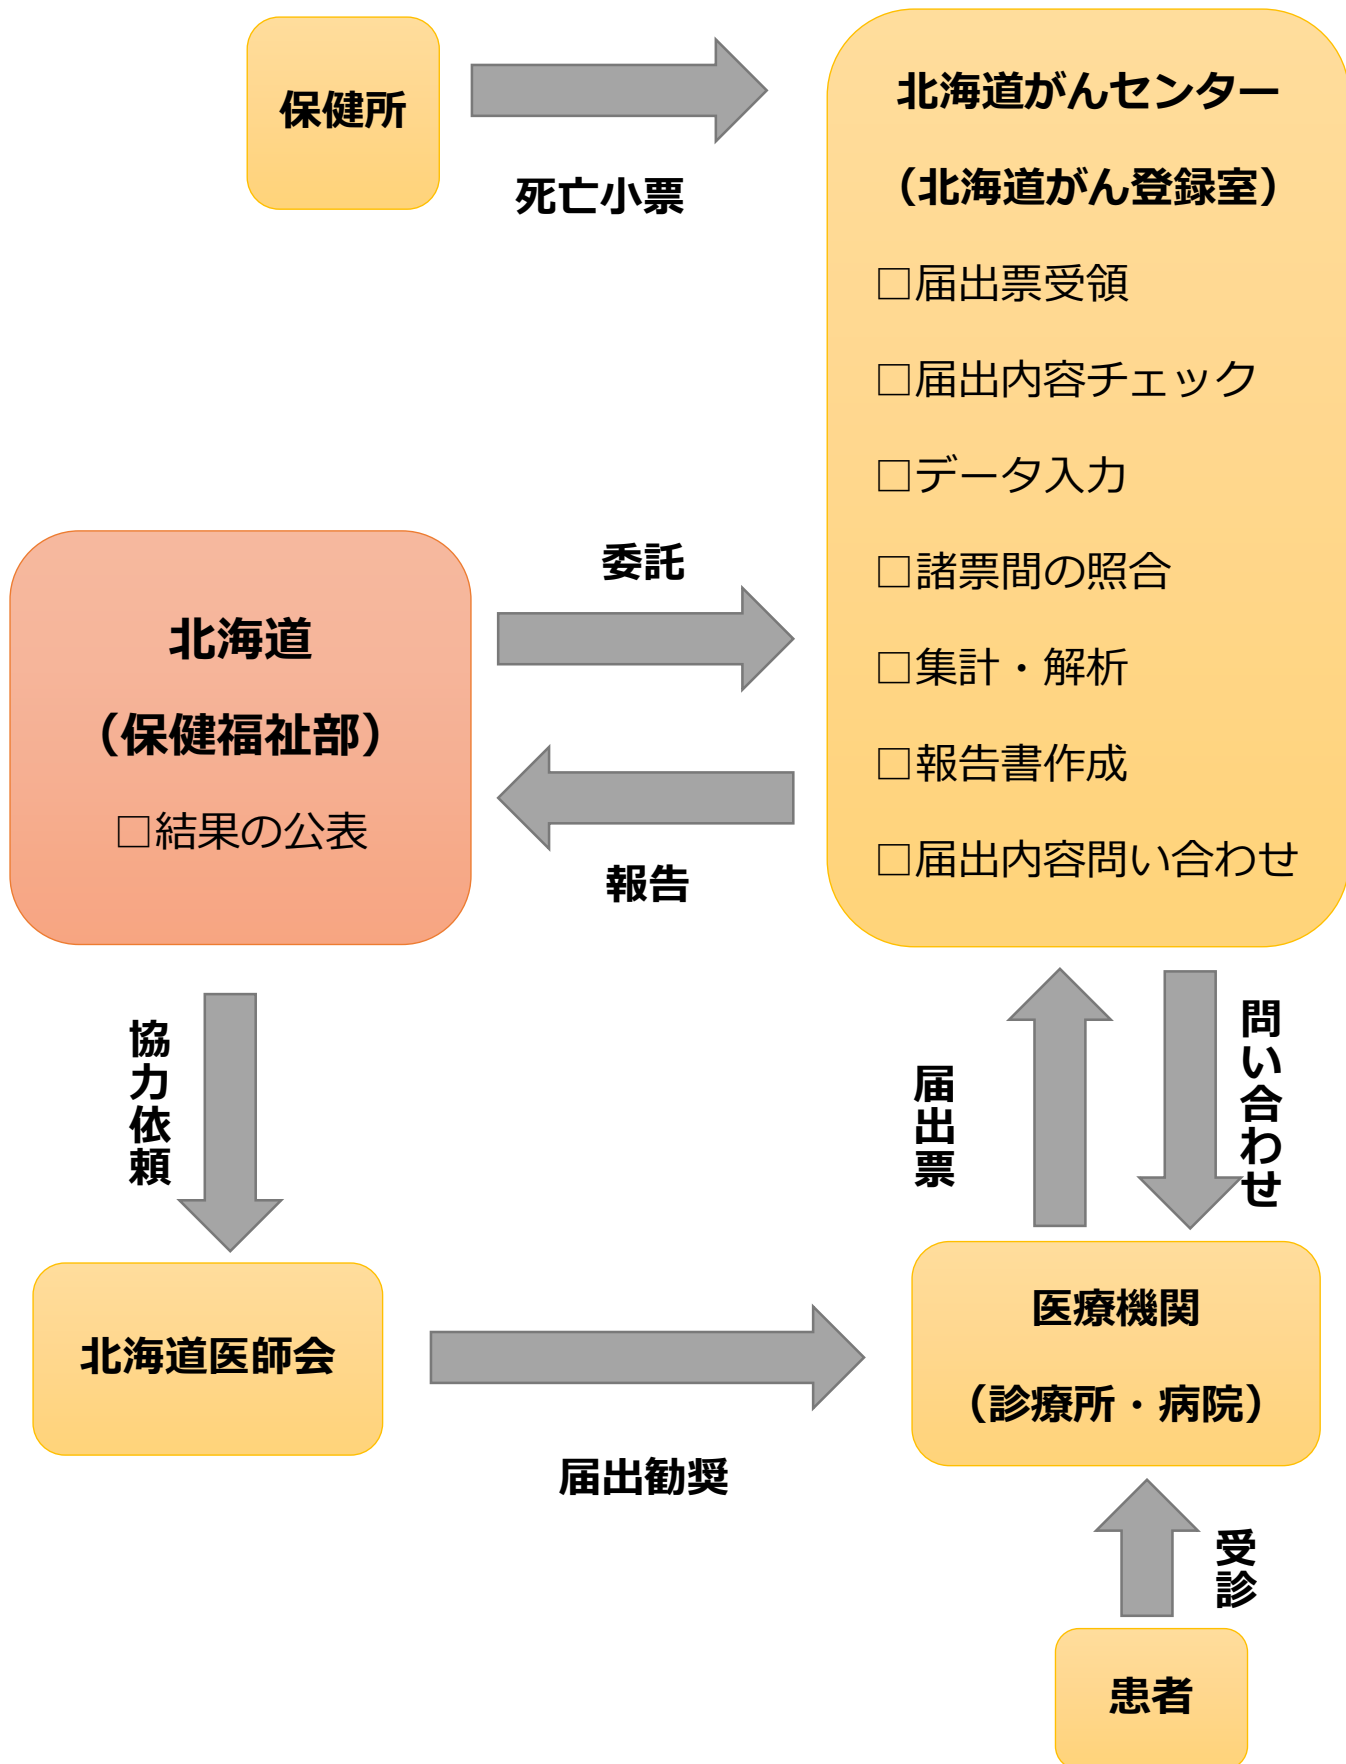 保健所
死亡小票
北海道がんセンター
（北海道がん登録室）
□届出票受領
□届出内容チェック
□データ入力
□諸票間の照合
□集計・解析
□報告書作成
□届出内容問い合わせ
委託
北海道
（保健福祉部）
□結果の公表
報告
協力依頼
届出票
問い合わせ
北海道医師会
届出勧奨
医療機関
（診療所・病院）
受診
患者